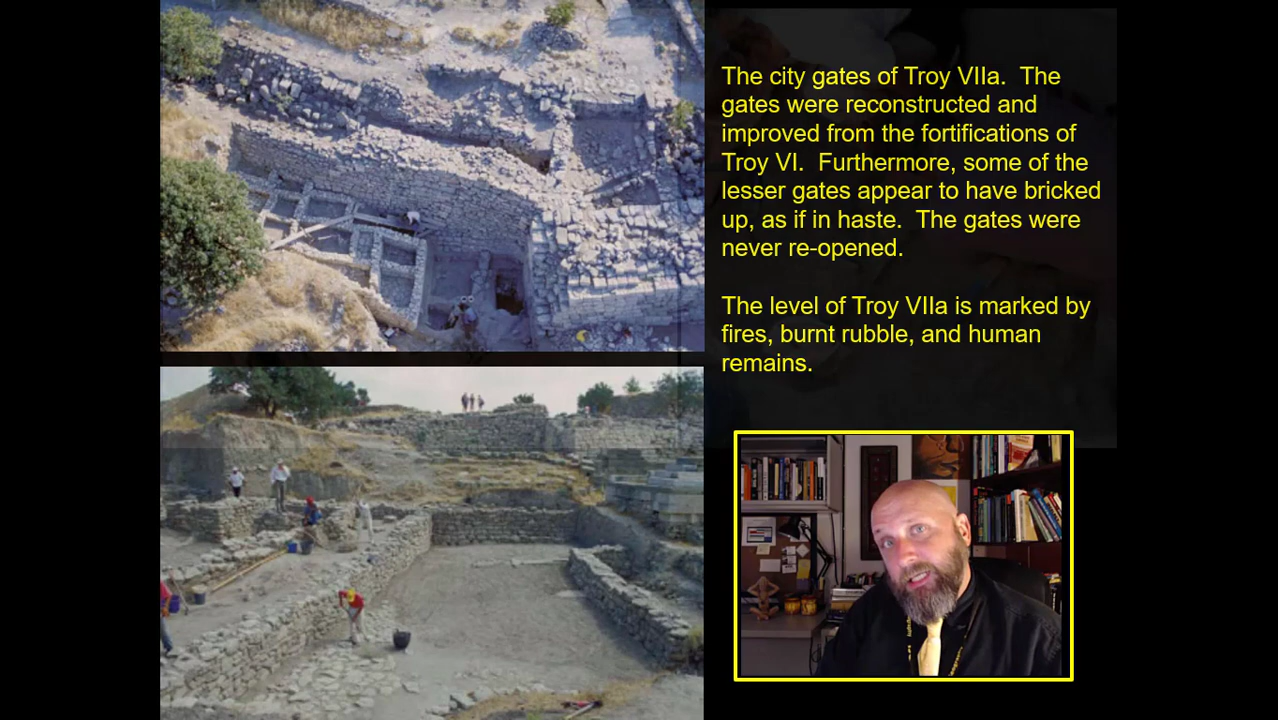 The city gates of Troy VIIa.  The
gates were reconstructed and
improved from the fortifications of
Troy VI.  Furthermore, some of the
lesser gates appear to have bricked
up, as if in haste.  The gates were
never re-opened.
The level of Troy VIIa is marked by
fires, burnt rubble, and human
remains.